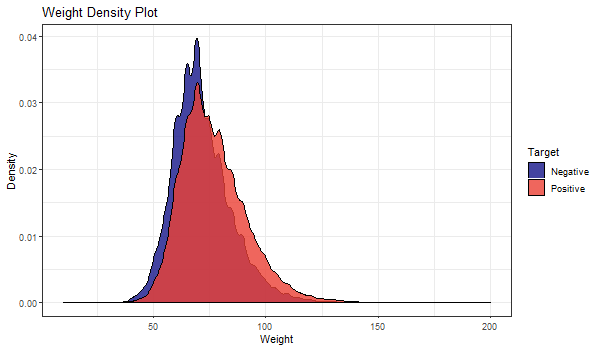 Weight Density Plot
0.04
0.03
0.02
0.01
0.00
Density
50
100
150
200
Weight
Target
Negative
Positive